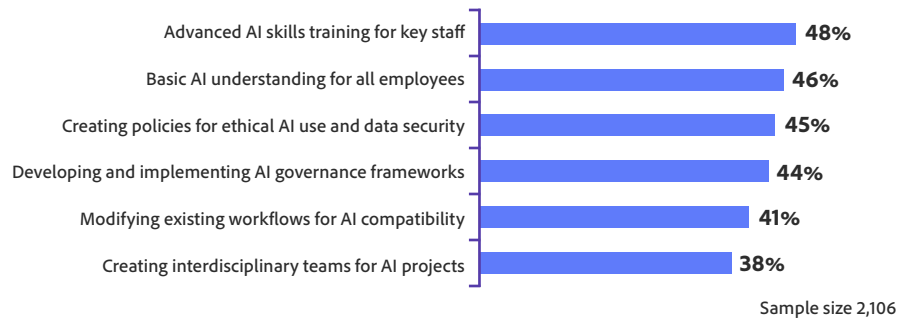 Advanced AI skills training for key staff 48%
Basic AI understanding for all employees 46%
Creating policies for ethical AI use and data security 45%
Developing and implementing AI governance frameworks 44%
Modifying existing workflows for AI compatibility 41%
Creating interdisciplinary teams for AI projects 38%
Sample size 2,106